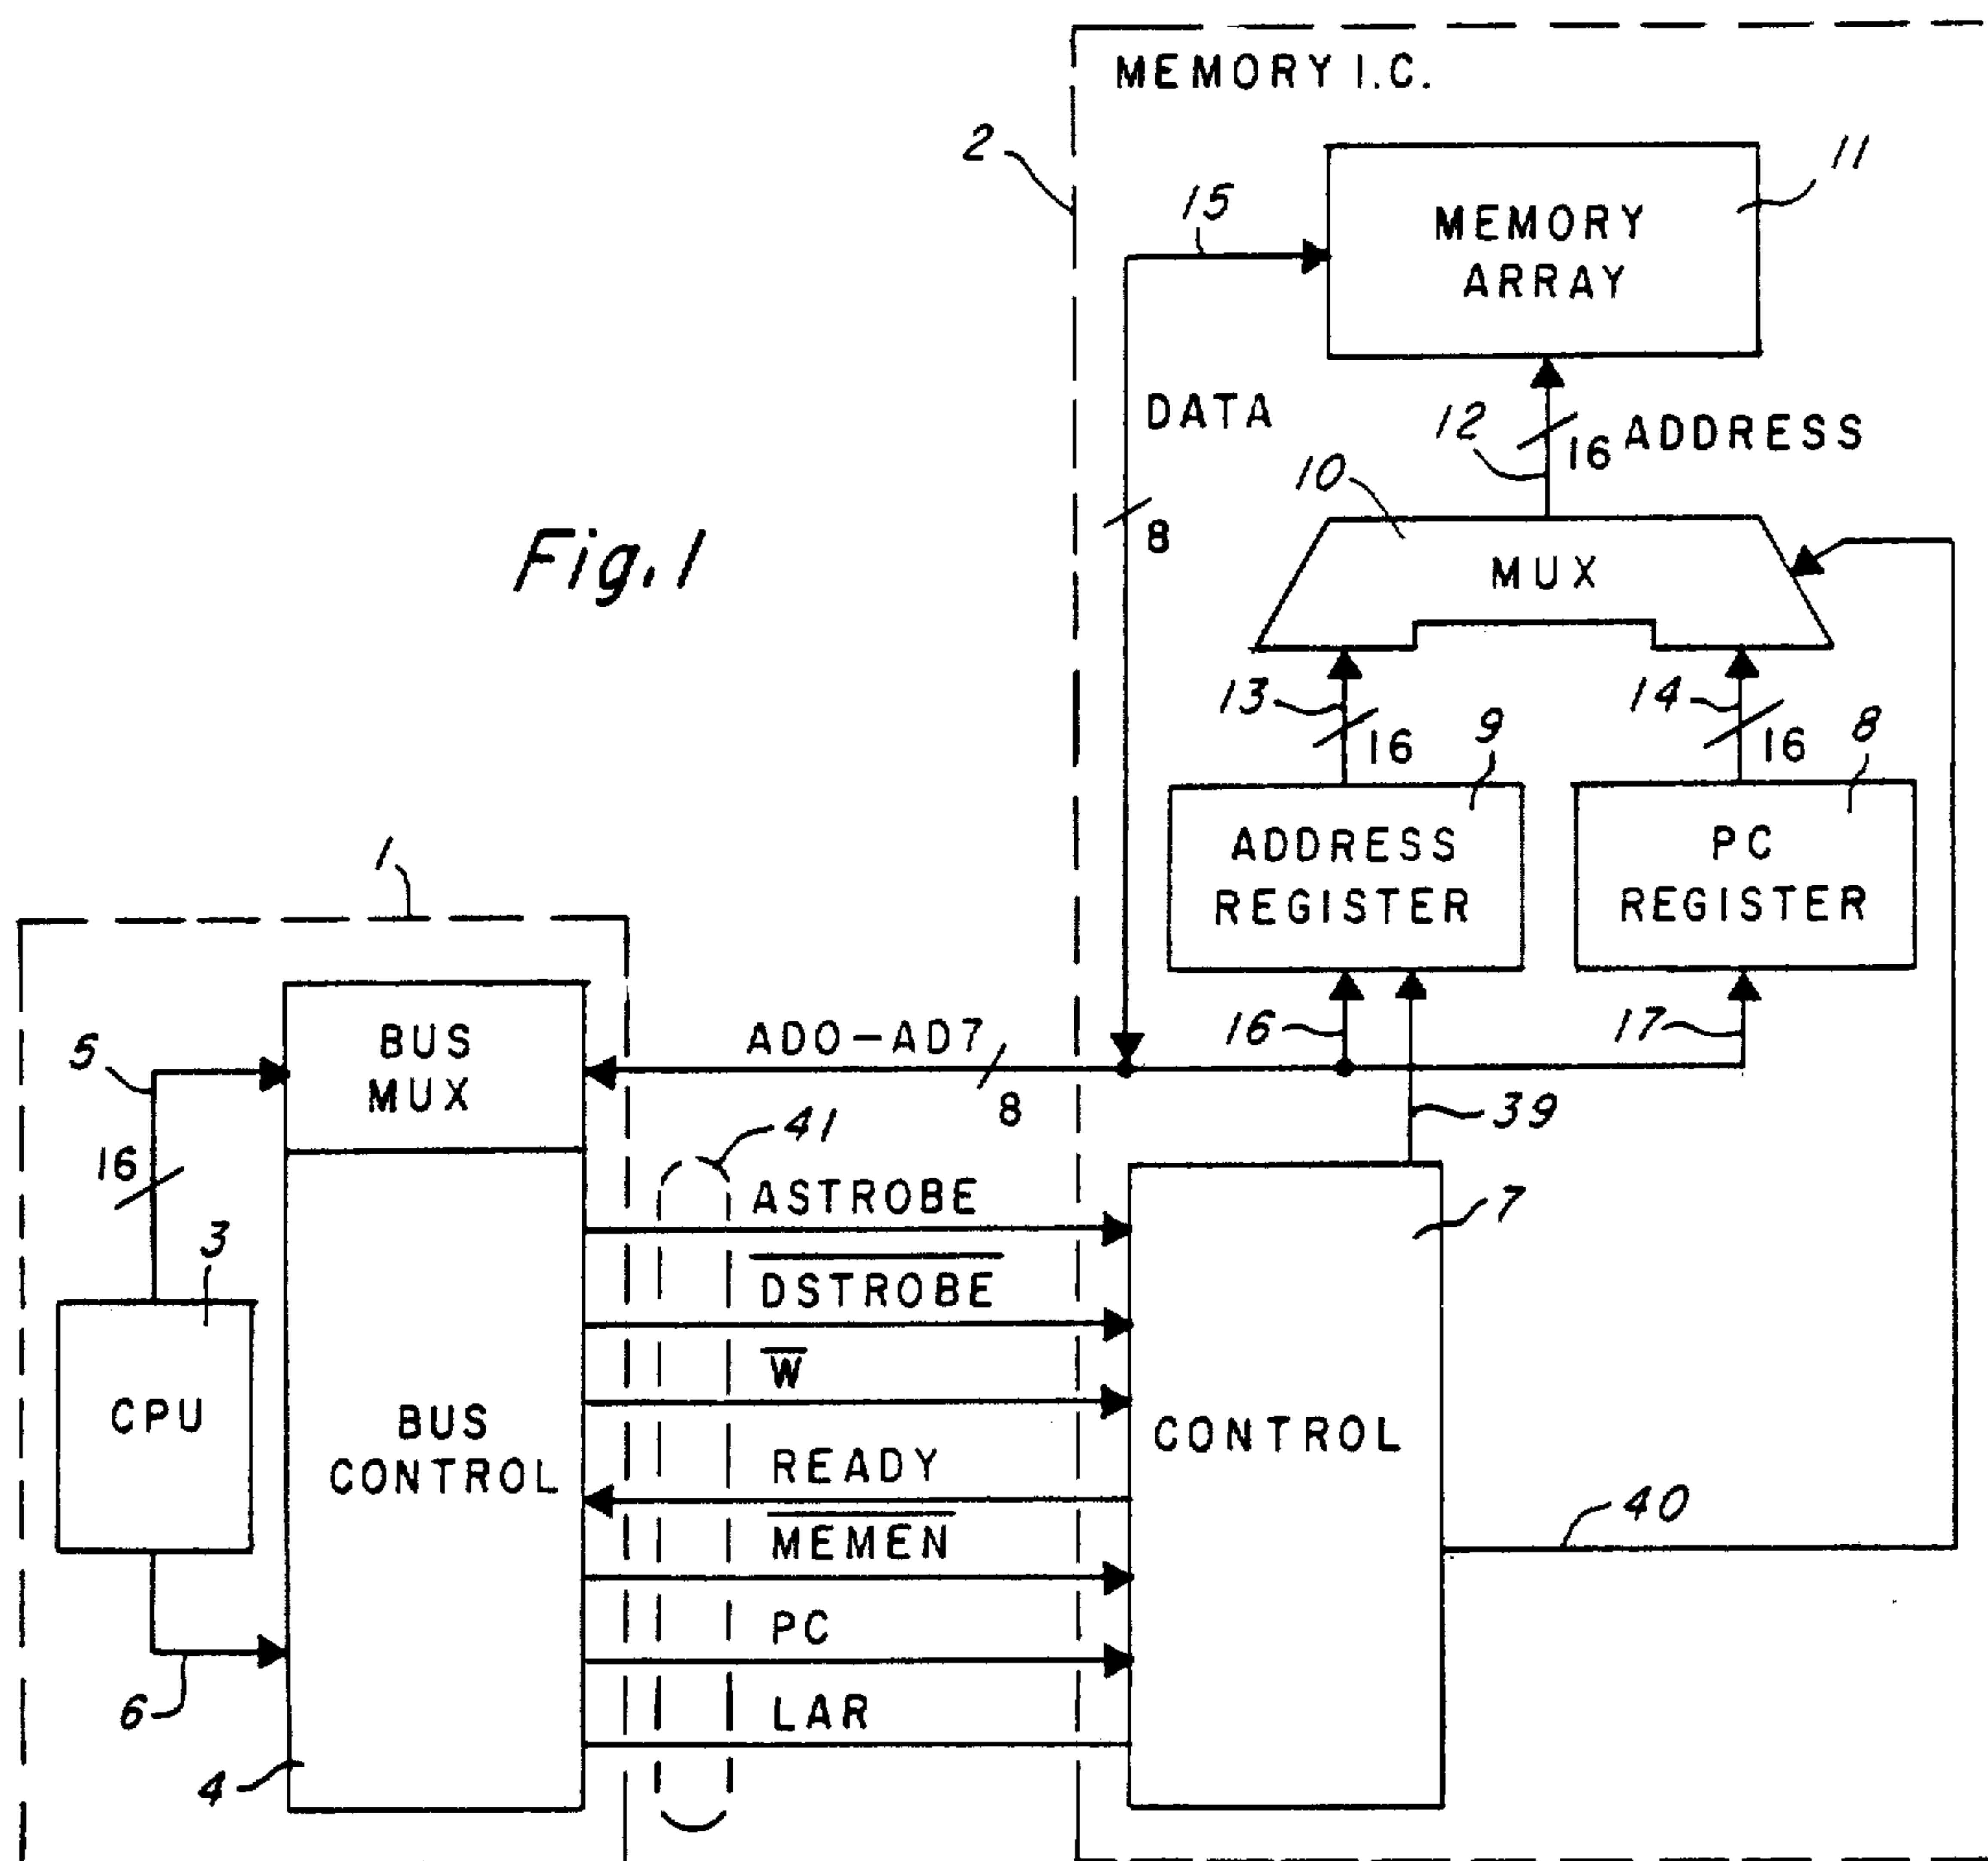 MEMORY I.C.
2
11
15
MEMORY
ARRAY
DATA
12
16 ADDRESS
10
8
Fig. 1
MUX
13
16
14
16
9
8
ADDRESS
REGISTER
PC
REGISTER
1
16
17
BUS
MUX
AD0-AD7
8
5
39
41
16
ASTROBE
7
3
DSTROBE
W
CPU
BUS
CONTROL
READY
CONTROL
MEMEN
40
PC
6
LAR
4